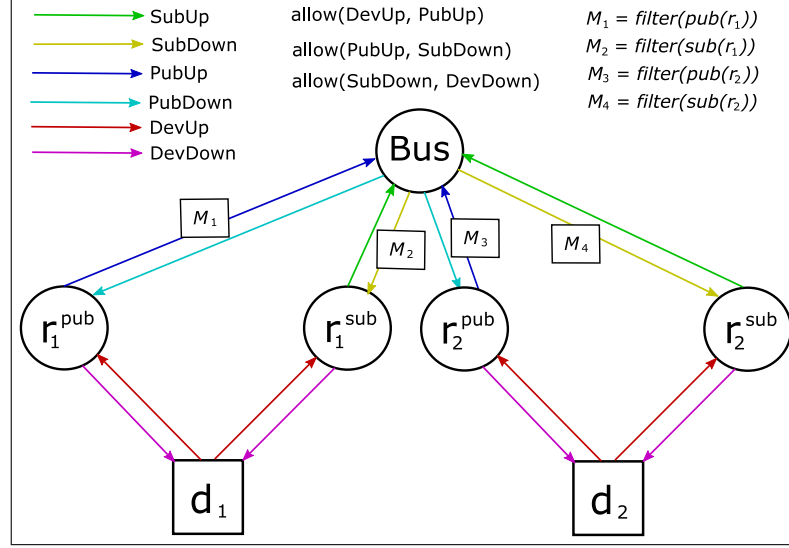 SubUp
SubDown
PubUp
PubDown
DevUp
DevDown
allow(DevUp, PubUp)
allow(PubUp, SubDown)
allow(SubDown, DevDown)
M₁ = filter(pub(r₁))
M₂ = filter(sub(r₁))
M₃ = filter(pub(r₂))
M₄ = filter(sub(r₂))
Bus
M₁
M₂
M₃
M₄
r₁ᵖᵘᵇ
r₁ˢᵘᵇ
r₂ᵖᵘᵇ
r₂ˢᵘᵇ
d₁
d₂